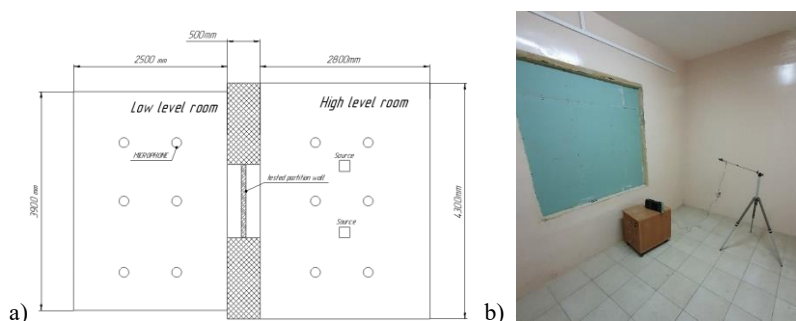 500mm
2500 mm
2800mm
Low level room
High level room
MICROPHONE
Source
tested partition wall
3900 mm
Source
4300mm
a)
b)